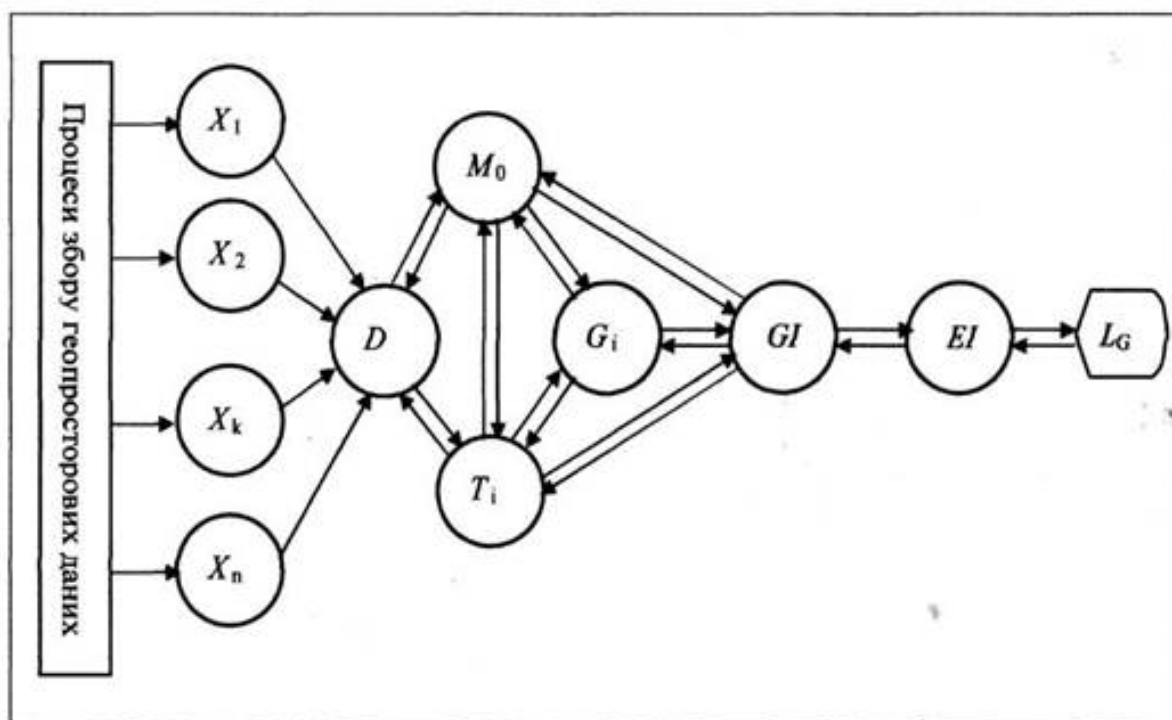 Процеси збору геопросторових даних
X1
X2
Xk
Xn
D
M0
Ti
Gi
GI
EI
LG